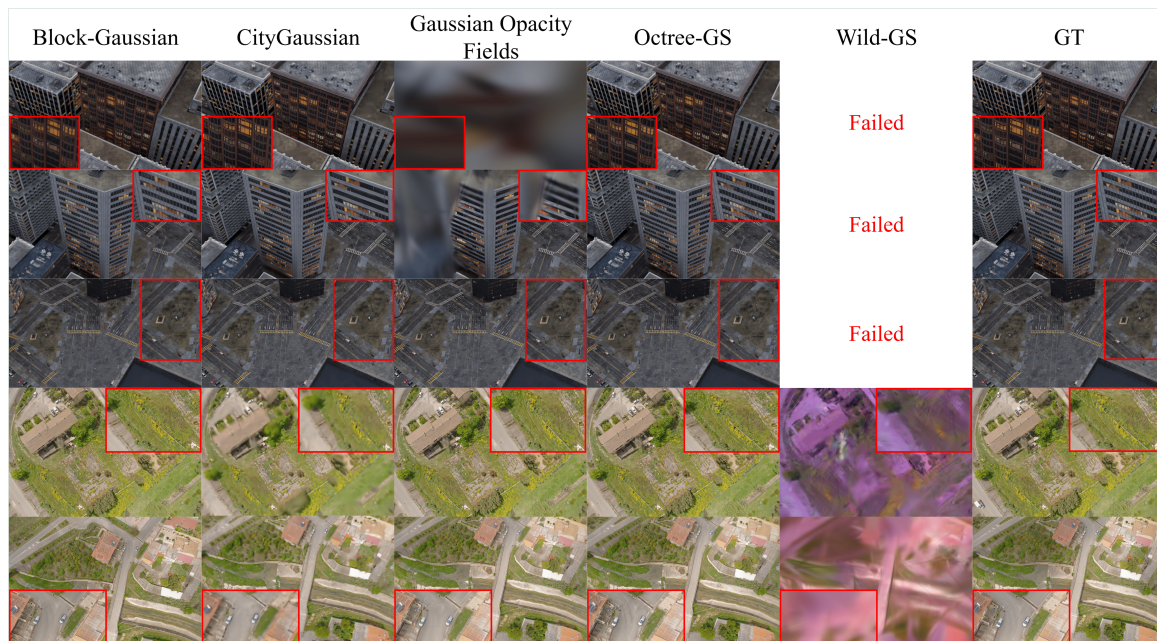 Block-Gaussian
CityGaussian
Gaussian Opacity
Fields
Octree-GS
Wild-GS
GT
Failed
Failed
Failed